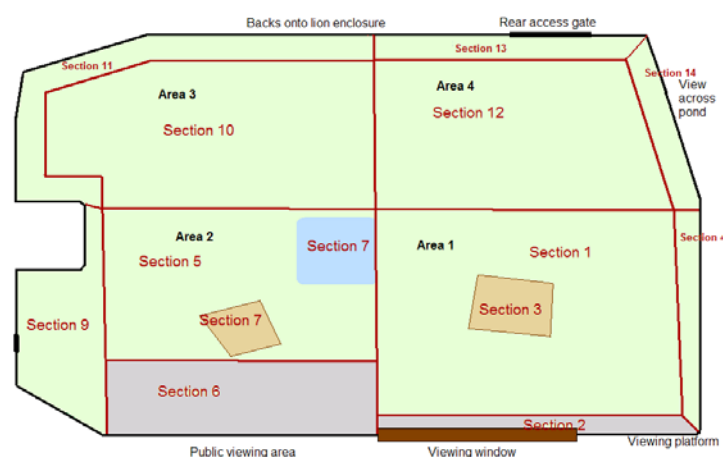 Backs onto lion enclosure
Rear access gate
Section 13
Section 11
Section 14
View
across
pond
Area 3
Area 4
Section 10
Section 12
Area 2
Section 7
Area 1
Section 4
Section 5
Section 1
Section 3
Section 7
Section 9
Section 6
Section 2
Viewing platform
Public viewing area
Viewing window